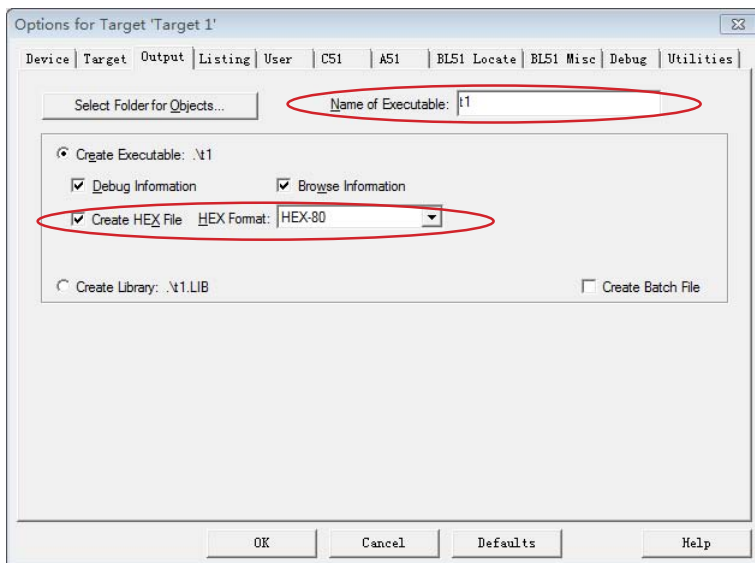 Options for Target 'Target 1'
Device Target Output Listing User C51 A51 BL51 Locate BL51 Misc Debug Utilities
Select Folder for Objects... Name of Executable: t1
Create Executable: .\t1
Debug Information Browse Information
Create HEX File HEX Format: HEX-80
Create Library: .\t1.LIB Create Batch File
OK Cancel Defaults Help